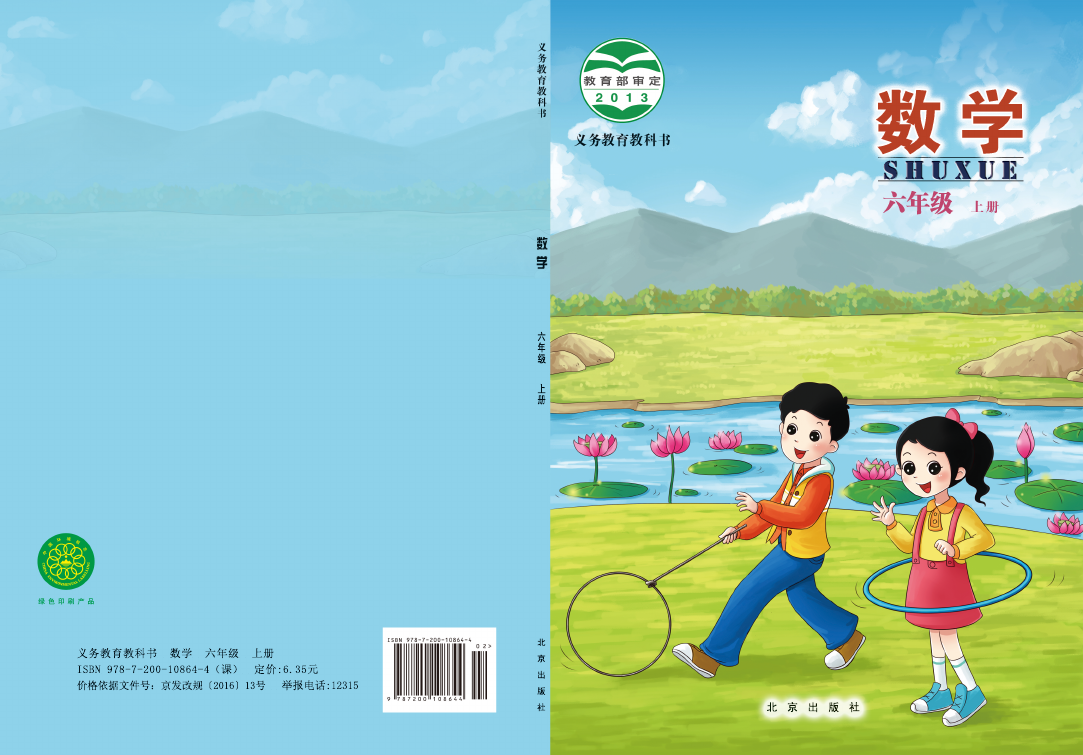 绿色印刷产品
义务教育教科书 数学 六年级 上册
ISBN 978-7-200-10864-4（课） 定价:6.35元
价格依据文件号：京发改规〔2016〕13号 举报电话:12315
ISBN 978-7-200-10864-4
02>
9 787200 108644
义务教育教科书
数学
六年级 上册
北京出版社
教育部审定
2013
义务教育教科书
数学
SHUXUE
六年级 上册
北京出版社